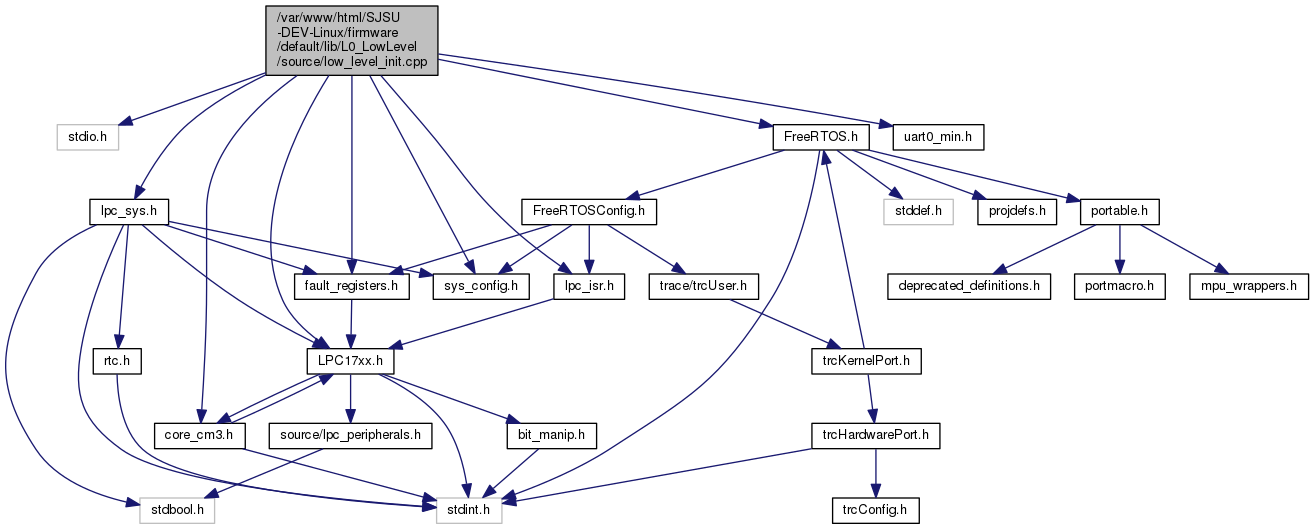 /var/www/html/SJSU
-DEV-Linux/firmware
/default/lib/L0_LowLevel
/source/low_level_init.cpp
stdio.h
FreeRTOS.h
uart0_min.h
lpc_sys.h
FreeRTOSConfig.h
stddef.h
projdefs.h
portable.h
fault_registers.h
sys_config.h
lpc_isr.h
trace/trcUser.h
deprecated_definitions.h
portmacro.h
mpu_wrappers.h
rtc.h
LPC17xx.h
trcKernelPort.h
core_cm3.h
source/lpc_peripherals.h
bit_manip.h
trcHardwarePort.h
stdbool.h
stdint.h
trcConfig.h